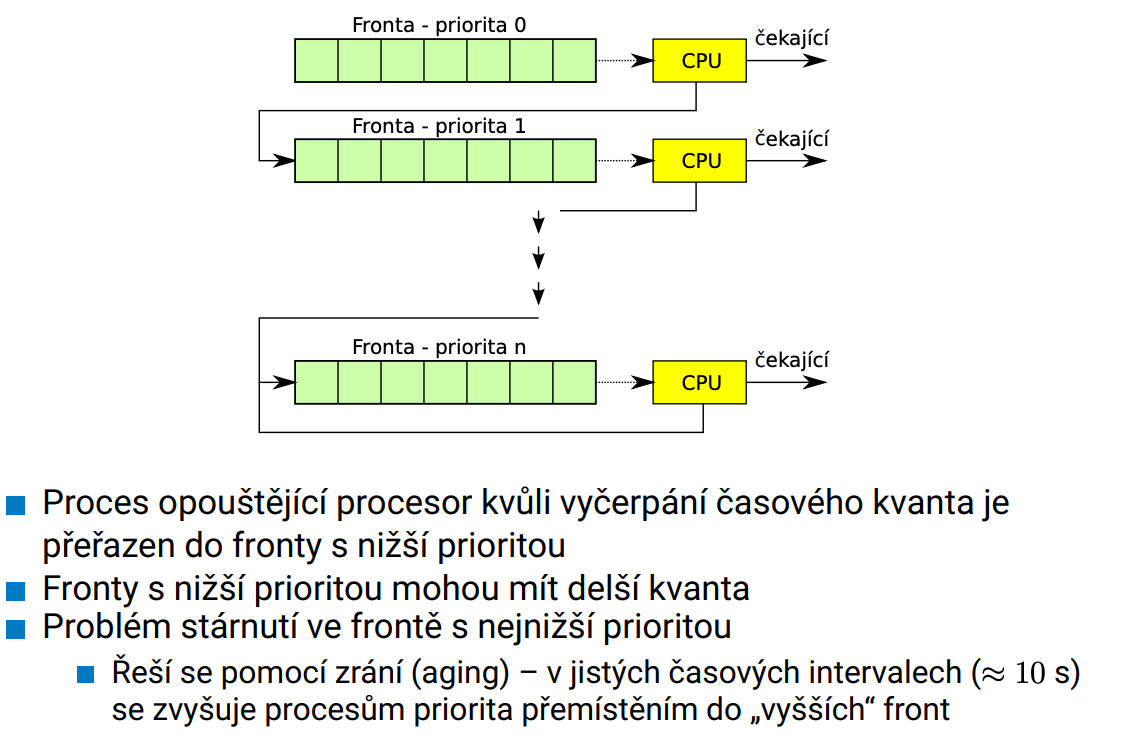 Fronta - priorita 0
CPU
čekající
Fronta - priorita 1
CPU
čekající
Fronta - priorita n
CPU
čekající
Proces opouštějící procesor kvůli vyčerpání časového kvanta je
přeřazen do fronty s nižší prioritou
Fronty s nižší prioritou mohou mít delší kvanta
Problém stárnutí ve frontě s nejnižší prioritou
Řeší se pomocí zrání (aging) – v jistých časových intervalech (≈ 10 s)
se zvyšuje procesům priorita přemístěním do „vyšších“ front